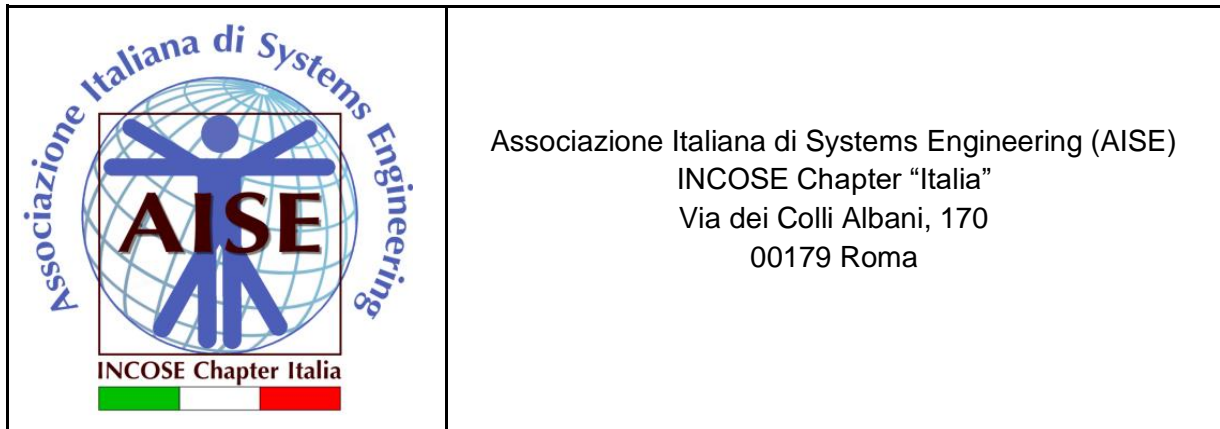 Associazione Italiana di Systems Engineering
AISE
INCOSE Chapter Italia
Associazione Italiana di Systems Engineering (AISE)
INCOSE Chapter “Italia”
Via dei Colli Albani, 170
00179 Roma